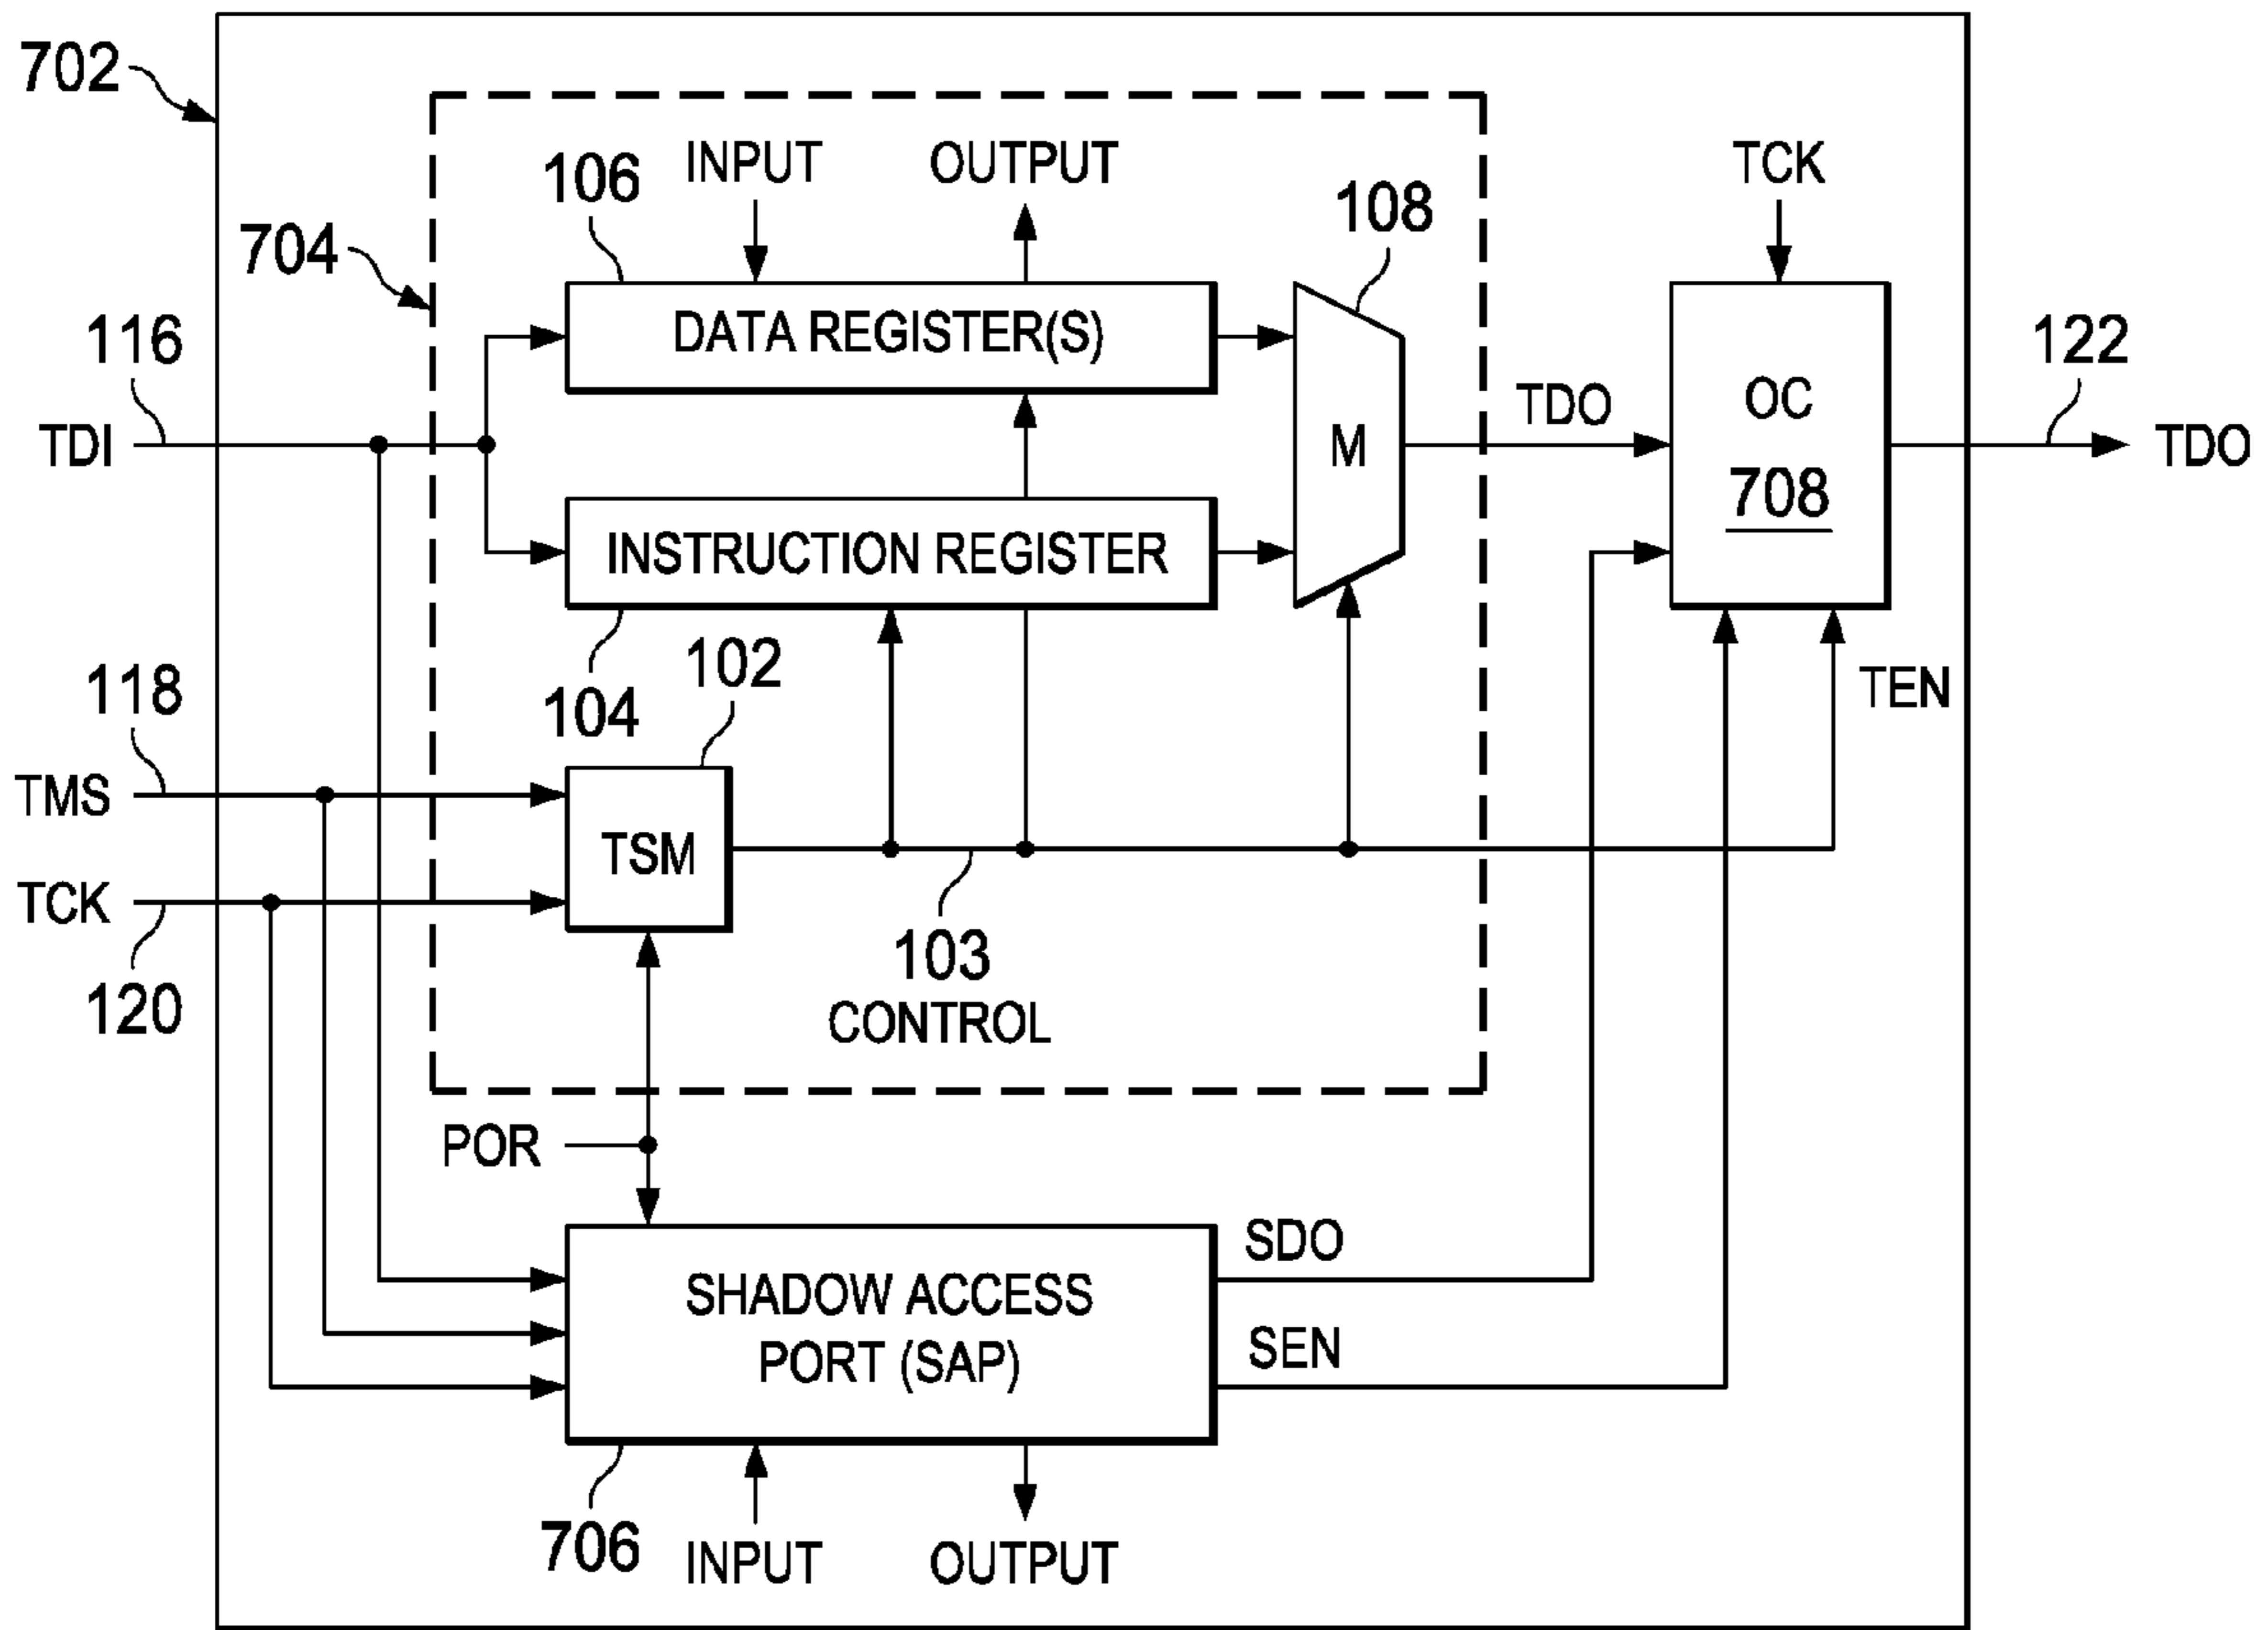 702
INPUT
OUTPUT
TCK
106
108
704
116
DATA REGISTER(S)
122
TDI
TDO
M
OC
708
TDO
INSTRUCTION REGISTER
118
104
102
TEN
TMS
TSM
TCK
120
103
CONTROL
POR
SHADOW ACCESS
PORT (SAP)
SDO
SEN
706
INPUT
OUTPUT